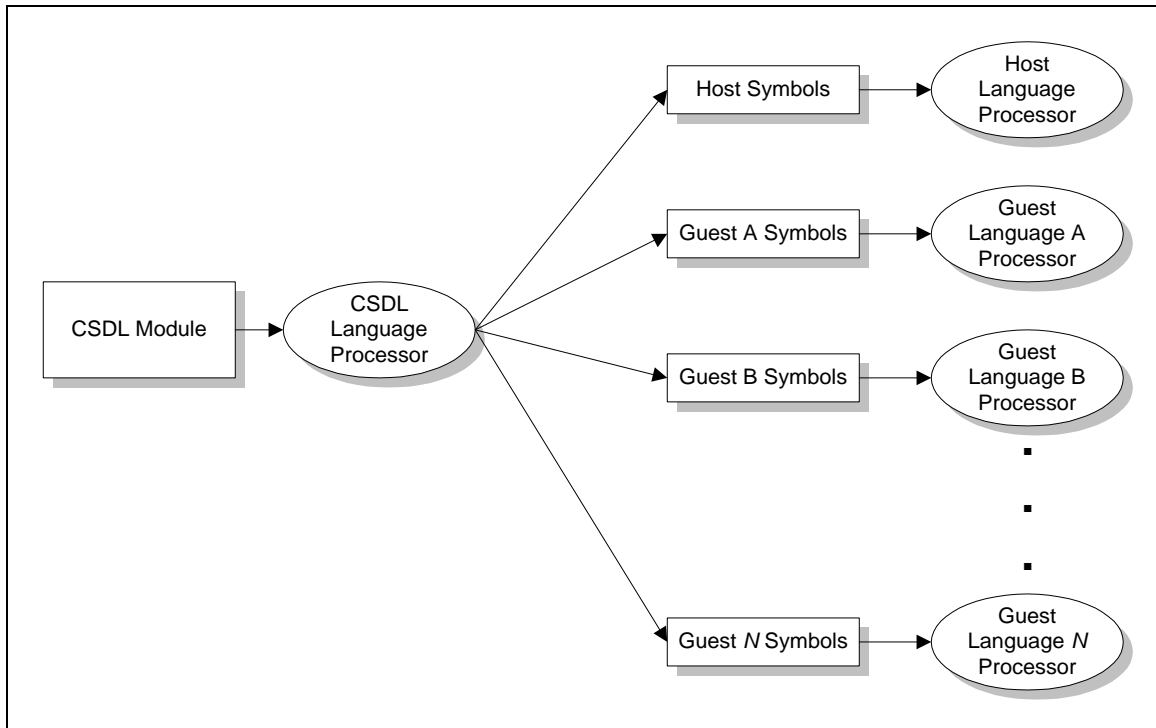 CSDL Module
CSDL
Language
Processor
Host Symbols
Host
Language
Processor
Guest A Symbols
Guest
Language A
Processor
Guest B Symbols
Guest
Language B
Processor
Guest N Symbols
Guest
Language N
Processor